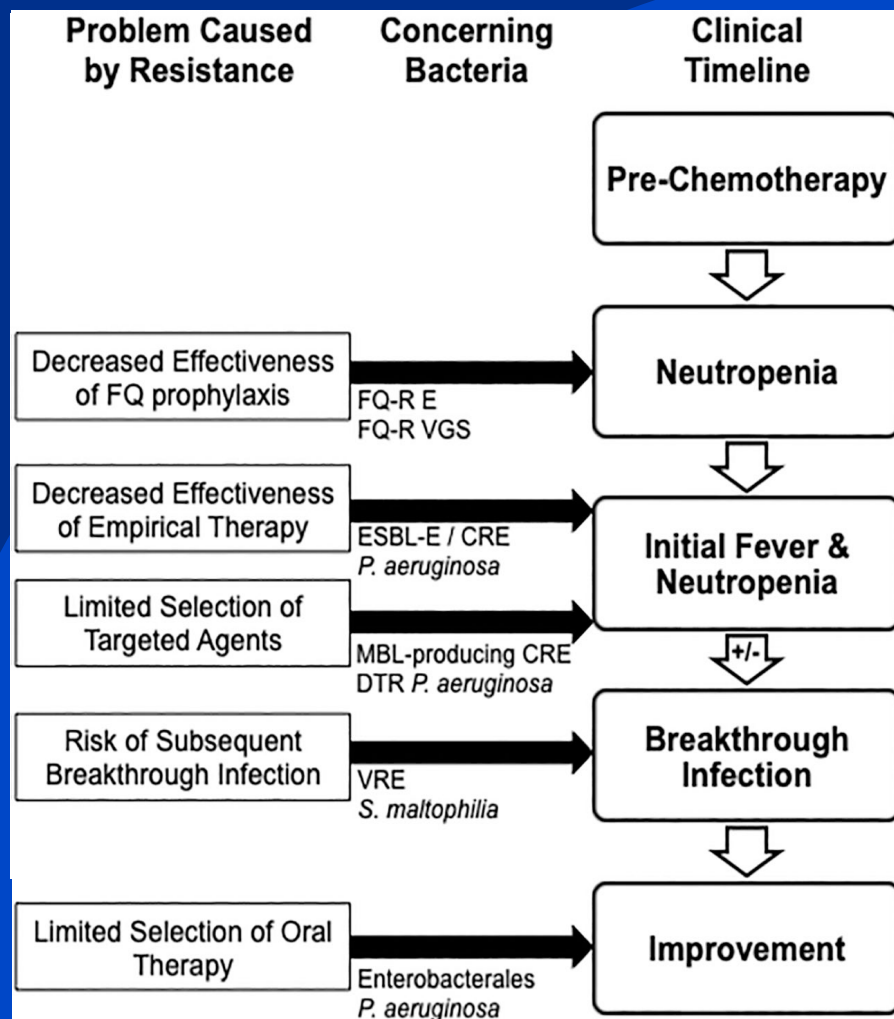 Problem Caused
by Resistance
Concerning
Bacteria
Clinical
Timeline
Pre-Chemotherapy
Decreased Effectiveness
of FQ prophylaxis
FQ-R E
FQ-R VGS
Neutropenia
Decreased Effectiveness
of Empirical Therapy
ESBL-E / CRE
P. aeruginosa
Initial Fever &
Neutropenia
Limited Selection of
Targeted Agents
MBL-producing CRE
DTR P. aeruginosa
+/-
Risk of Subsequent
Breakthrough Infection
VRE
S. maltophilia
Breakthrough
Infection
Limited Selection of Oral
Therapy
Enterobacterales
P. aeruginosa
Improvement